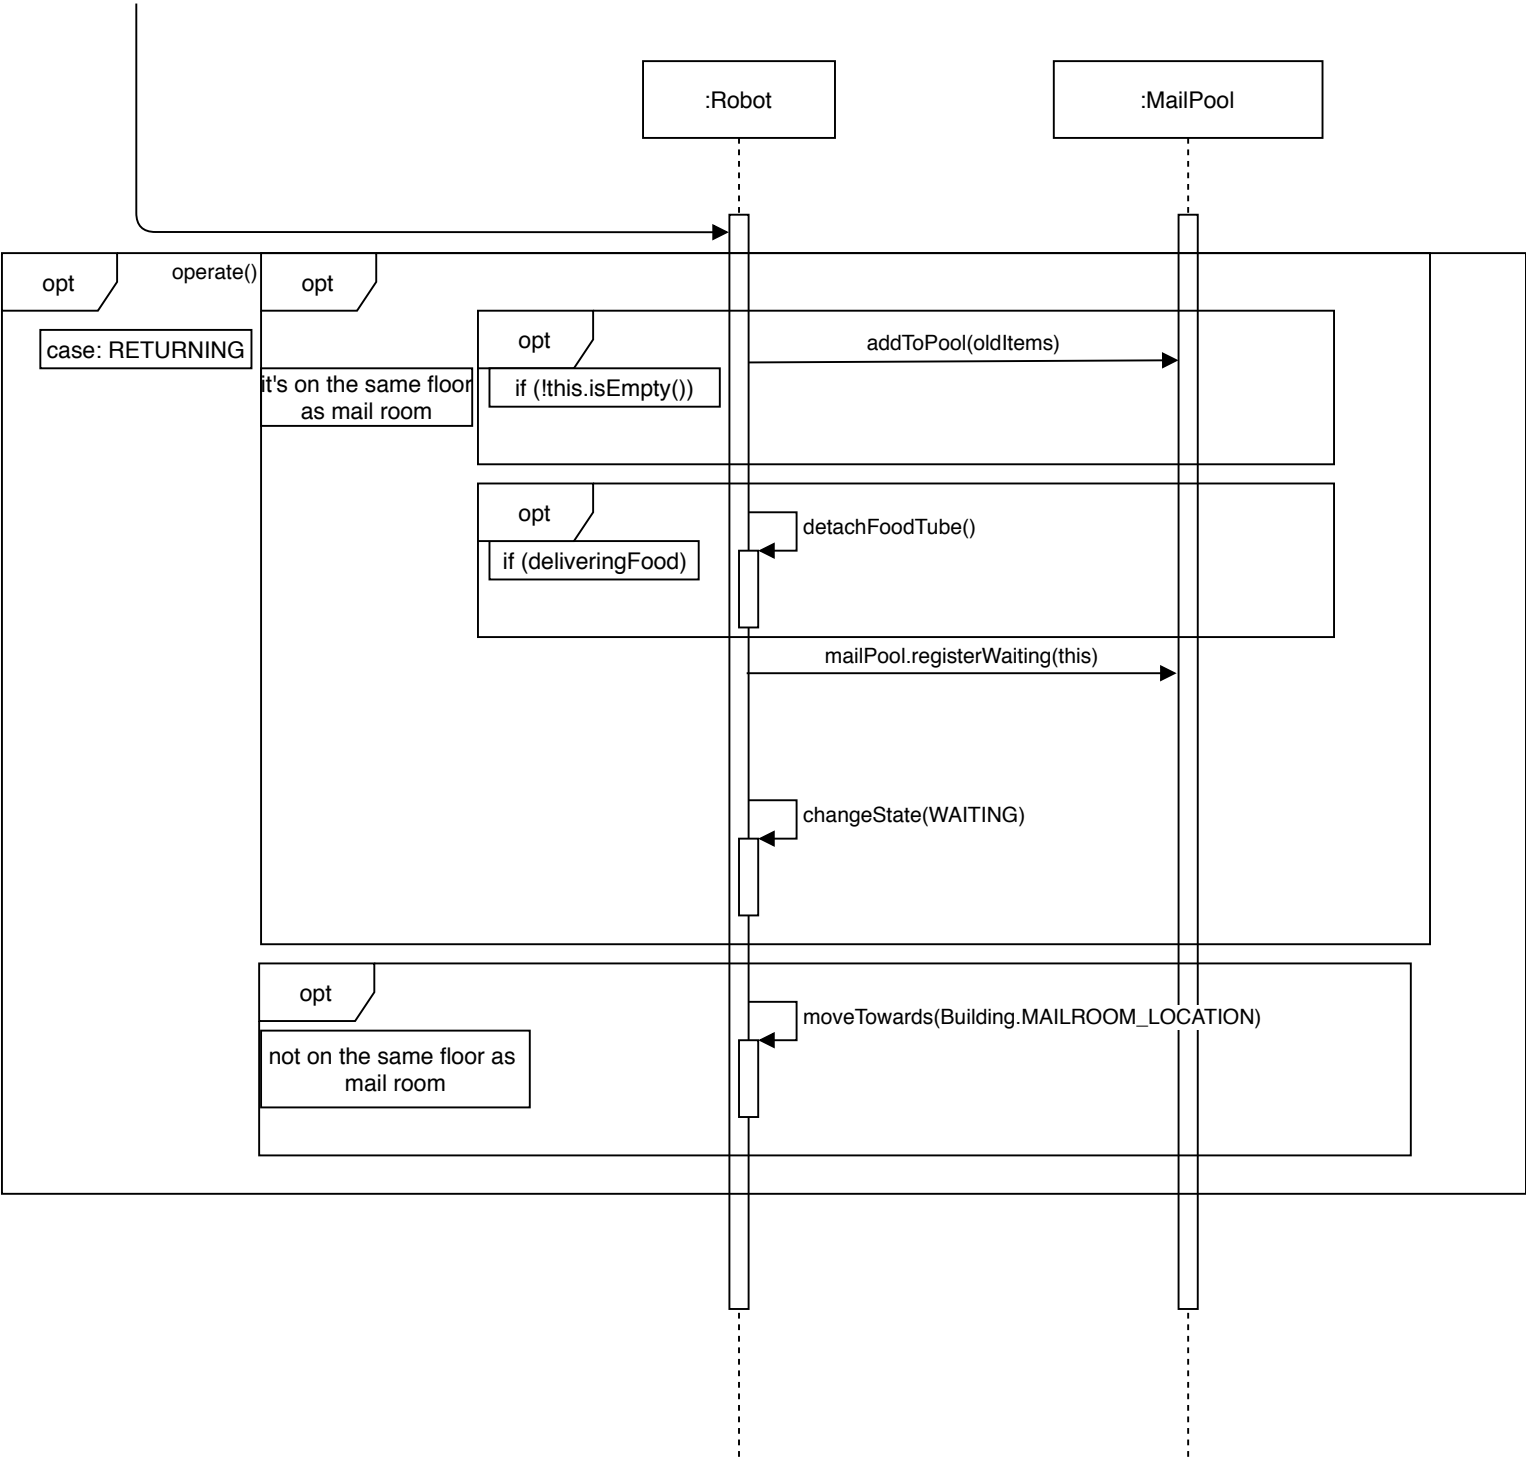 :Robot
:MailPool
opt
operate()
opt
case: RETURNING
it's on the same floor
as mail room
opt
if (!this.isEmpty())
addToPool(oldItems)
opt
if (deliveringFood)
detachFoodTube()
mailPool.registerWaiting(this)
changeState(WAITING)
opt
not on the same floor as
mail room
moveTowards(Building.MAILROOM_LOCATION)